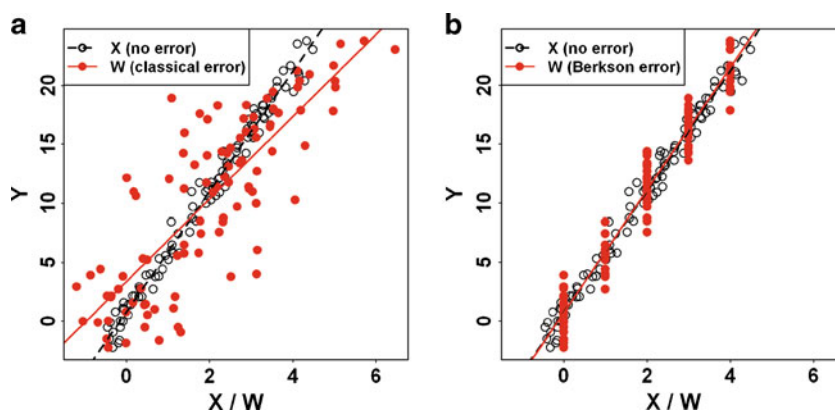 a
X (no error)
W (classical error)
Y
0 5 10 15 20
0 2 4 6
X / W
b
X (no error)
W (Berkson error)
Y
0 5 10 15 20
0 2 4 6
X / W